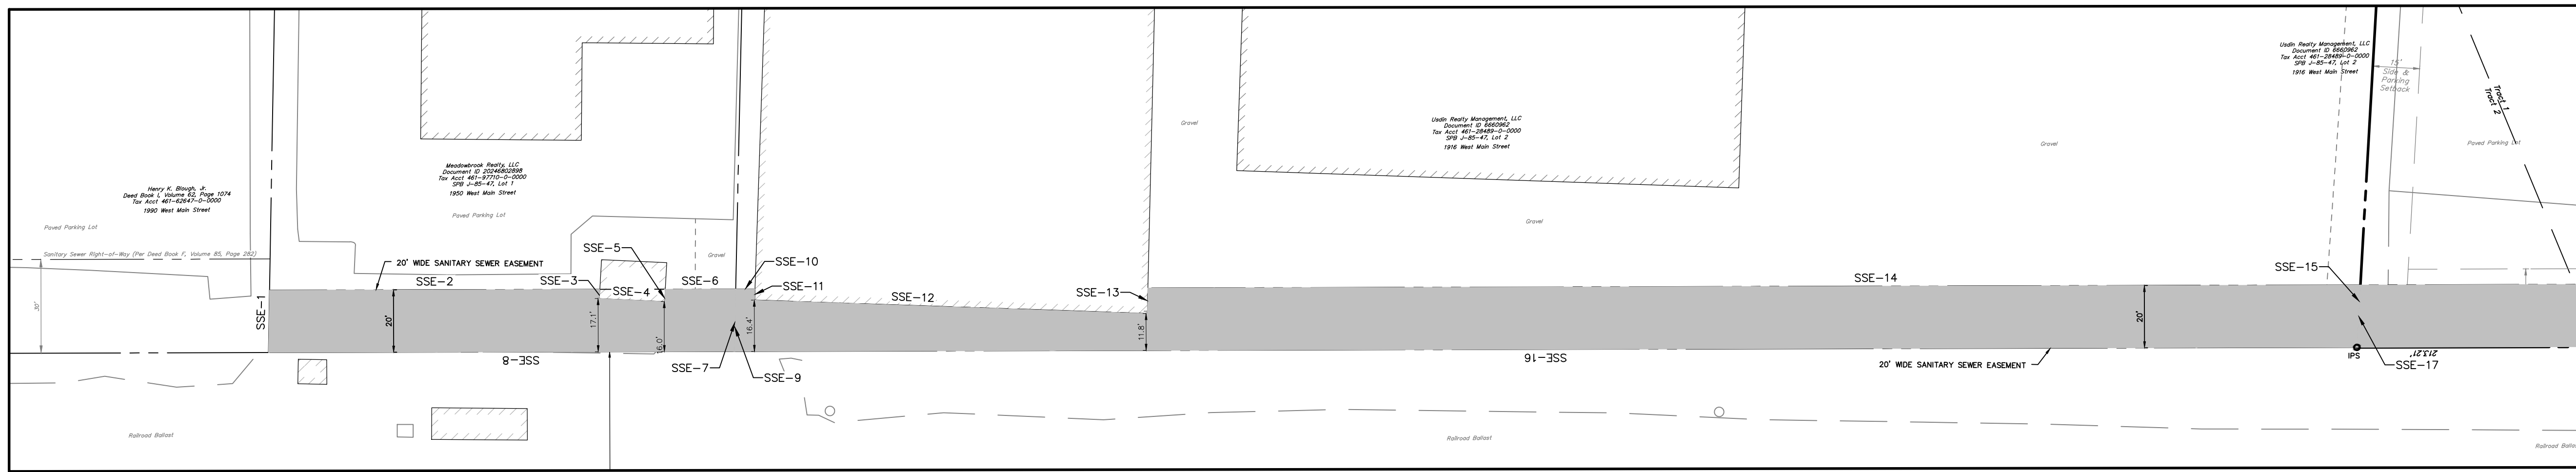 Henry K. Blough, Jr.
Deed Book I, Volume 62, Page 1074
Tax Acct 461-62647-0-0000
1990 West Main Street
Paved Parking Lot
Sanitary Sewer Right-of-Way (Per Deed Book F, Volume 85, Page 282)
30'
SSE-1
Meadowbrook Realty, LLC
Document ID 20246802898
Tax Acct 461-97710-0-0000
SPB J-85-47, Lot 1
1950 West Main Street
Paved Parking Lot
20' WIDE SANITARY SEWER EASEMENT
SSE-2
20'
SSE-3
SSE-4
SSE-5
SSE-6
Gravel
17.1'
16.0'
SSE-7
SSE-8
SSE-9
SSE-10
SSE-11
16.4'
SSE-12
SSE-13
11.8'
Railroad Ballast
Gravel
Usdin Realty Management, LLC
Document ID 6660962
Tax Acct 461-28489-0-0000
SPB J-85-47, Lot 2
1916 West Main Street
Gravel
SSE-16
Railroad Ballast
SSE-14
Gravel
20'
20' WIDE SANITARY SEWER EASEMENT
Usdin Realty Management, LLC
Document ID 6660962
Tax Acct 461-28489-0-0000
SPB J-85-47, Lot 2
1916 West Main Street
15'
Side &
Parking
Setback
Tract 1
Tract 2
Paved Parking Lot
SSE-15
IPS
SSE-17
213.21'
Railroad